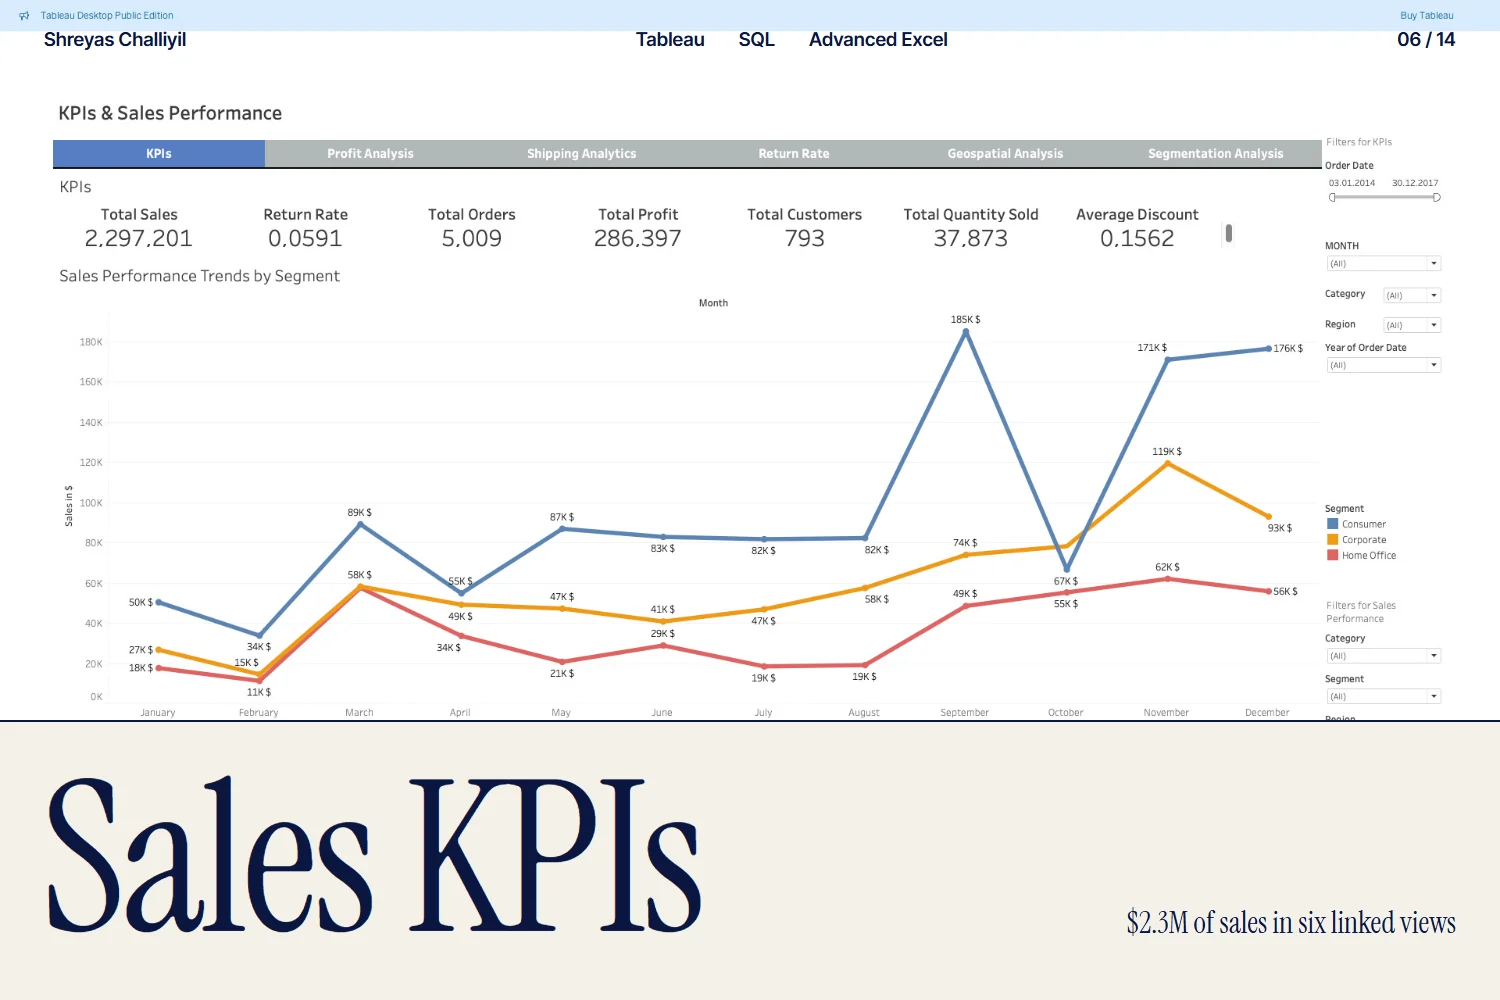 Tableau Desktop Public Edition
Buy Tableau
Shreyas Challiyil
Tableau SQL Advanced Excel
06 / 14
KPIs & Sales Performance
KPIs Profit Analysis Shipping Analytics Return Rate Geospatial Analysis Segmentation Analysis
KPIs
Total Sales Return Rate Total Orders Total Profit Total Customers Total Quantity Sold Average Discount
2,297,201 0,0591 5,009 286,397 793 37,873 0,1562
Sales Performance Trends by Segment
Month
Sales in $
180K
160K
140K
120K
100K
80K
60K
40K
20K
0K
50K $
34K $
89K $
55K $
87K $
83K $
82K $
82K $
185K $
67K $
171K $
176K $
27K $
15K $
58K $
49K $
47K $
41K $
47K $
58K $
74K $
119K $
93K $
18K $
11K $
34K $
21K $
29K $
19K $
19K $
49K $
55K $
62K $
56K $
January February March April May June July August September October November December
Filters for KPIs
Order Date
03.01.2014 30.12.2017
MONTH
(All)
Category (All)
Region (All)
Year of Order Date
(All)
Segment
Consumer
Corporate
Home Office
Filters for Sales
Performance
Category
(All)
Segment
(All)
Region
Sales KPIs
$2.3M of sales in six linked views